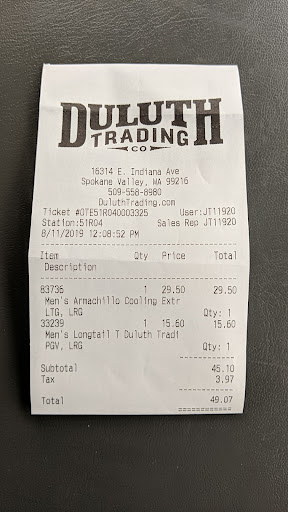 DULUTH
TRADING
CO
16314 E. Indiana Ave
Spokane Valley, WA 99216
509-558-8980
DuluthTrading.com
Ticket #OTE51R040003325 User:JT11920
Station:51R04 Sales Rep JT11920
8/11/2019 12:08:52 PM
Item Qty Price Total
Description
83736 1 29.50 29.50
Men's Armachillo Cooling Extr
LTG, LRG Qty: 1
33239 1 15.60 15.60
Men's Longtail T Duluth Tradi
PGV, LRG Qty: 1
Subtotal 45.10
Tax 3.97
Total 49.07